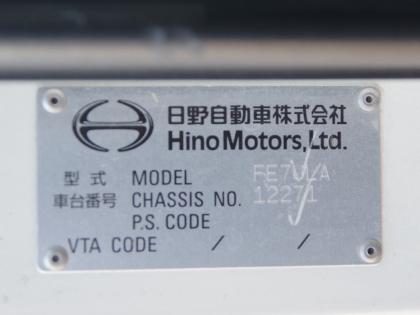 日野自動車株式会社
Hino Motors, Ltd.
型式 MODEL
車台番号 CHASSIS NO. 12271
P.S. CODE
VTA CODE / /